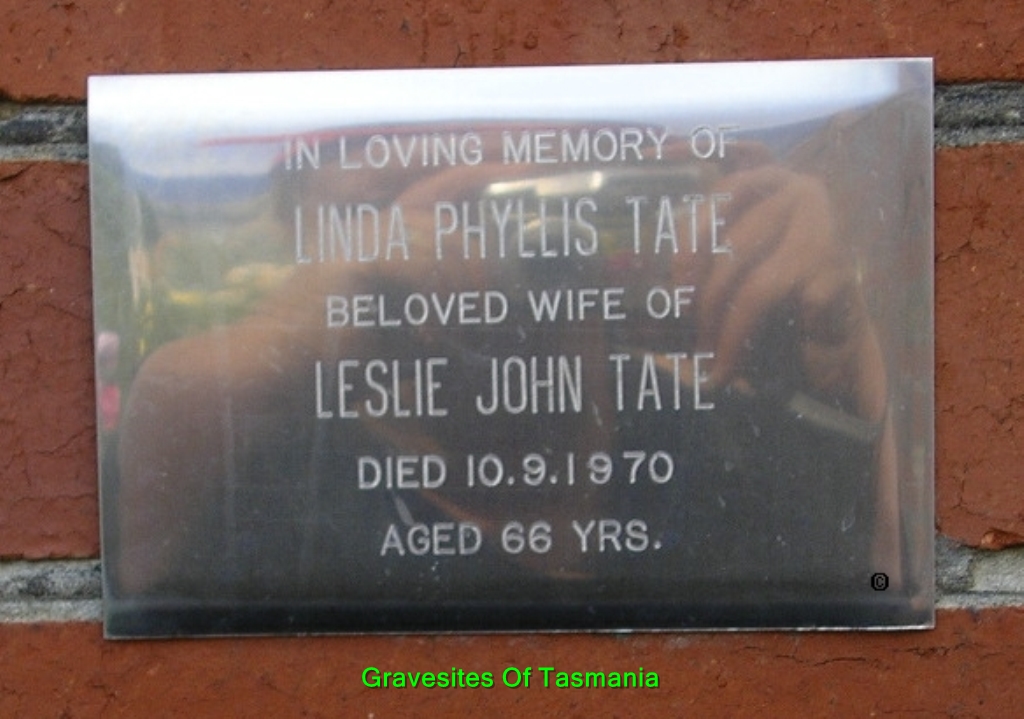 IN LOVING MEMORY OF
LINDA PHYLLIS TATE
BELOVED WIFE OF
LESLIE JOHN TATE
DIED 10.9.1970
AGED 66 YRS.
©
Gravesites Of Tasmania